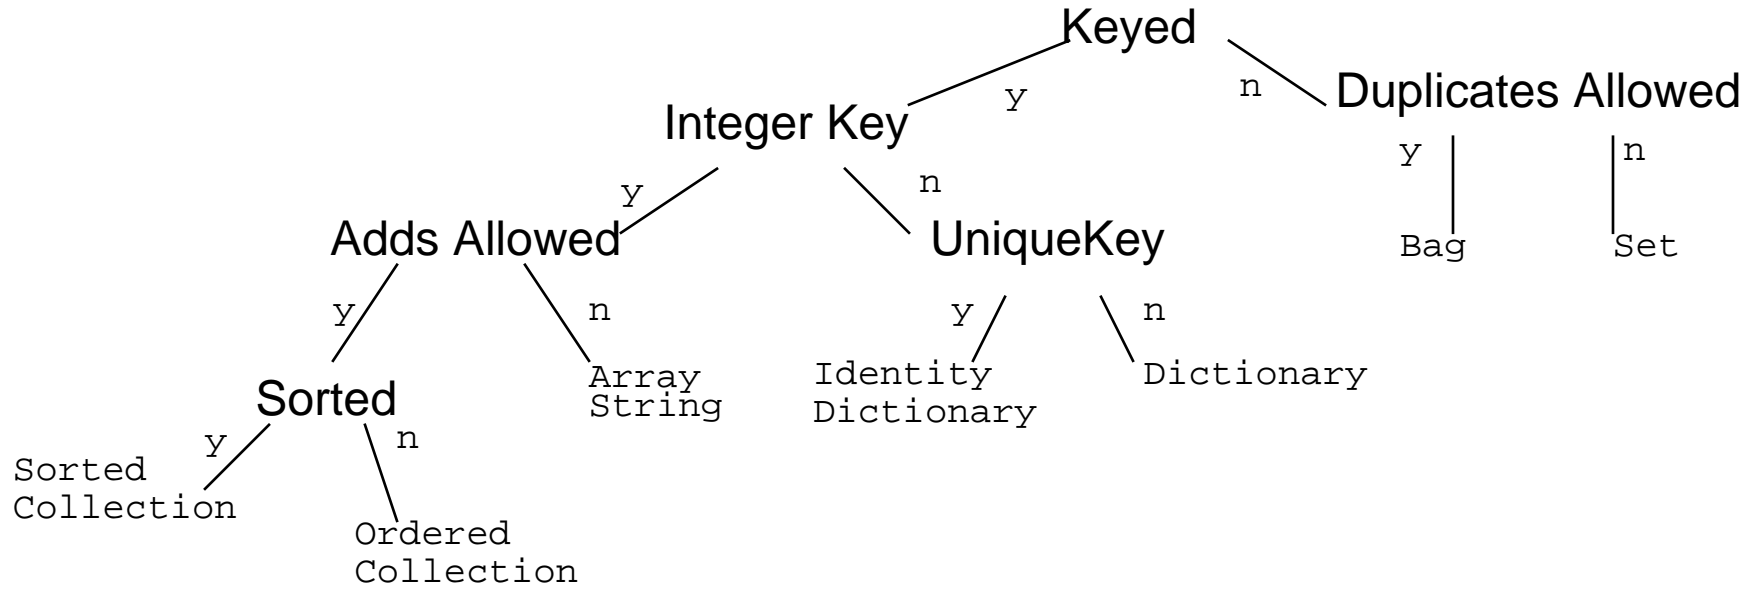 Keyed
y
n
Duplicates Allowed
Integer Key
y
n
y
n
Adds Allowed
UniqueKey
Bag
Set
y
n
y
n
Array
String
Identity
Dictionary
Dictionary
Sorted
y
n
Sorted
Collection
Ordered
Collection